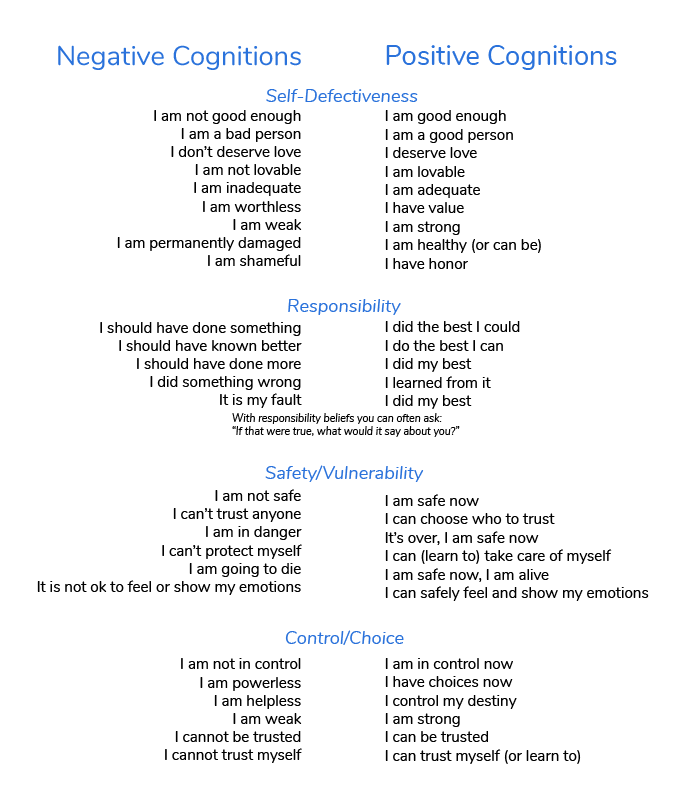 Negative Cognitions Positive Cognitions
Self-Defectiveness
I am not good enough I am good enough
I am a bad person I am a good person
I don't deserve love I deserve love
I am not lovable I am lovable
I am inadequate I am adequate
I am worthless I have value
I am weak I am strong
I am permanently damaged I am healthy (or can be)
I am shameful I have honor
Responsibility
I should have done something I did the best I could
I should have known better I do the best I can
I should have done more I did my best
I did something wrong I learned from it
It is my fault I did my best
With responsibility beliefs you can often ask:
"If that were true, what would it say about you?"
Safety/Vulnerability
I am not safe I am safe now
I can't trust anyone I can choose who to trust
I am in danger It's over, I am safe now
I can't protect myself I can (learn to) take care of myself
I am going to die I am safe now, I am alive
It is not ok to feel or show my emotions I can safely feel and show my emotions
Control/Choice
I am not in control I am in control now
I am powerless I have choices now
I am helpless I control my destiny
I am weak I am strong
I cannot be trusted I can be trusted
I cannot trust myself I can trust myself (or learn to)